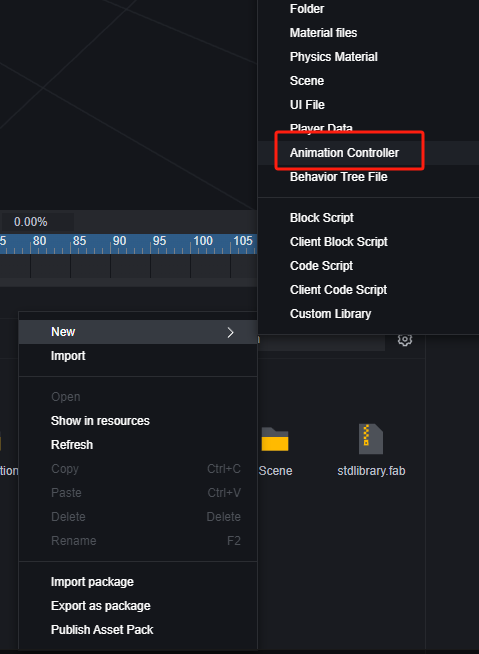 Folder
Material files
Physics Material
Scene
UI File
Player Data
Animation Controller
Behavior Tree File
Block Script
Client Block Script
Code Script
Client Code Script
Custom Library
0.00%
5 80 85 90 95 100 105
New
Import
Open
Show in resources
Refresh
Copy Ctrl+C
Paste Ctrl+V
Delete Delete
Rename F2
Import package
Export as package
Publish Asset Pack
tion
Scene
stdlibrary.fab